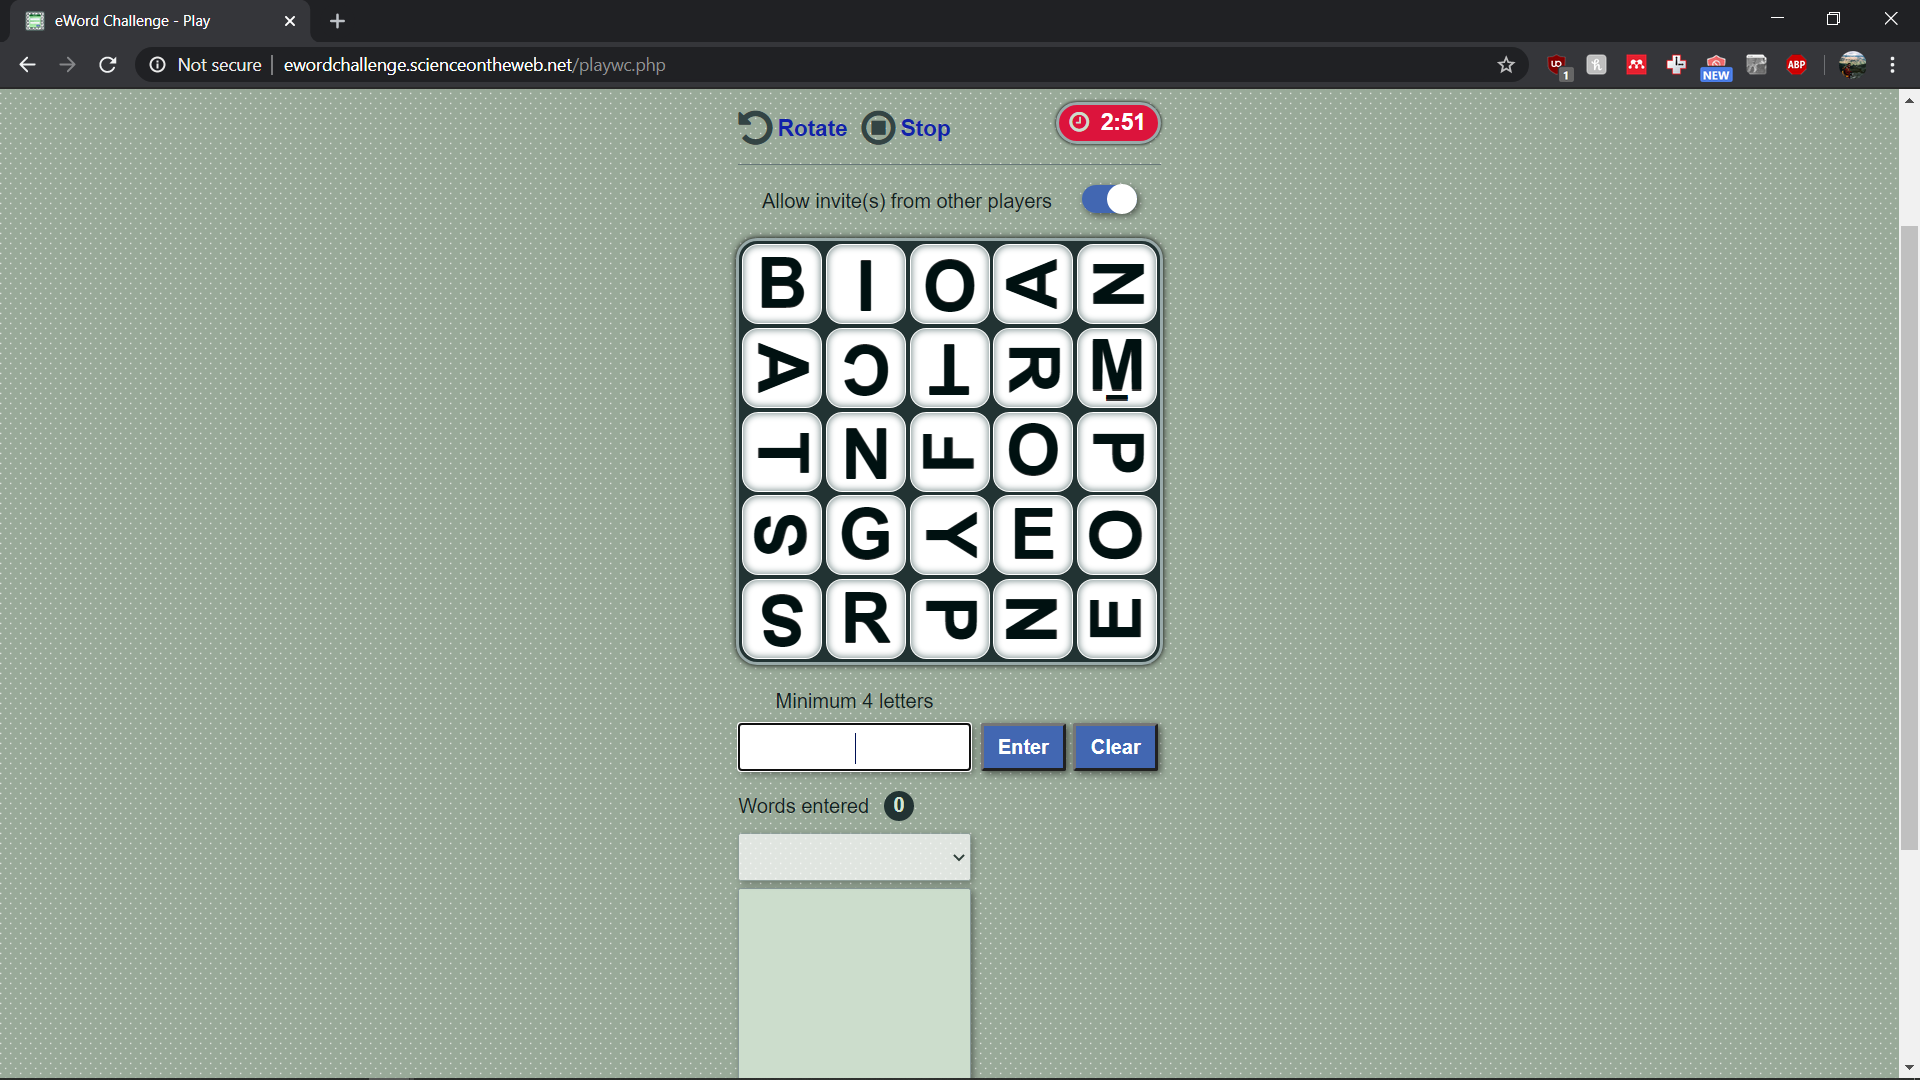 eWord Challenge - Play
Not secure | ewordchallenge.scienceontheweb.net/playwc.php
1
NEW
ABP
Rotate Stop 2:51
Allow invite(s) from other players
B I O A N
A C T R M
T N F O P
S G Y E O
S R P N E
Minimum 4 letters
Enter Clear
Words entered 0